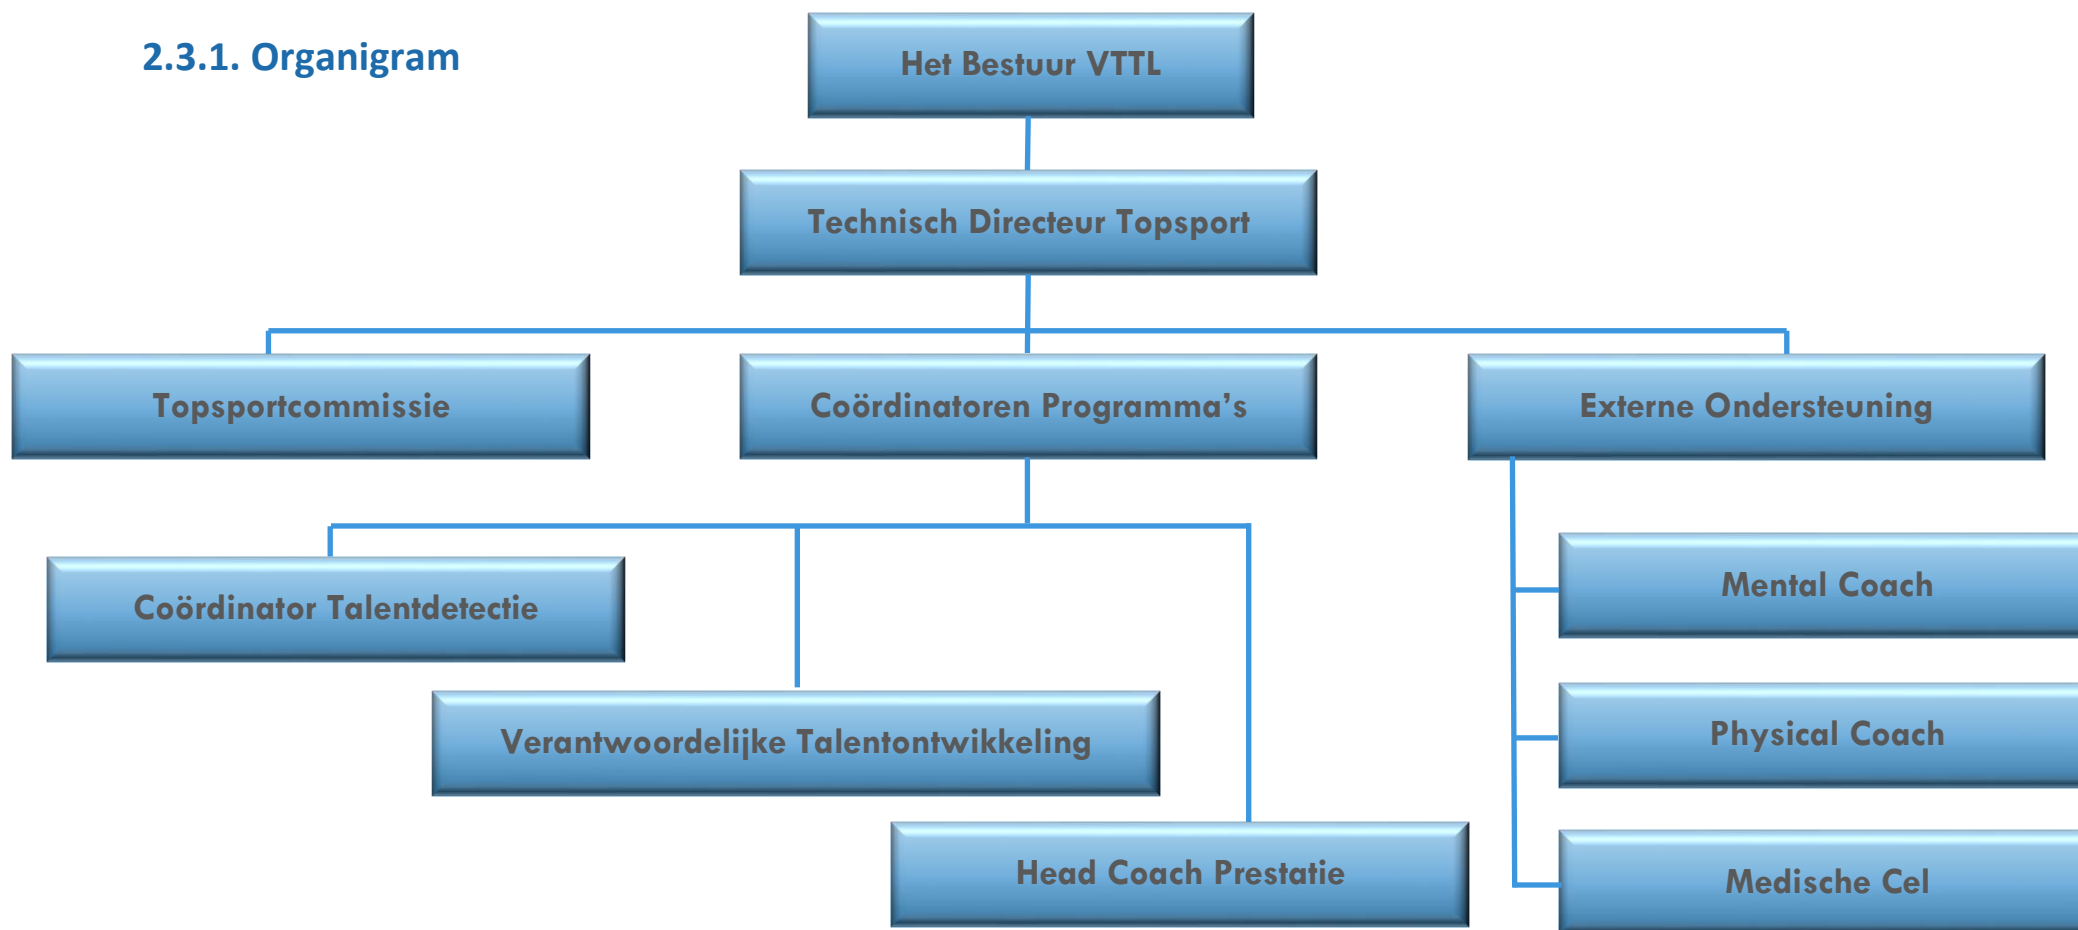 2.3.1. Organigram
Het Bestuur VTTL
Technisch Directeur Topsport
Topsportcommissie
Coördinatoren Programma’s
Externe Ondersteuning
Coördinator Talentdetectie
Mental Coach
Verantwoordelijke Talentontwikkeling
Physical Coach
Head Coach Prestatie
Medische Cel